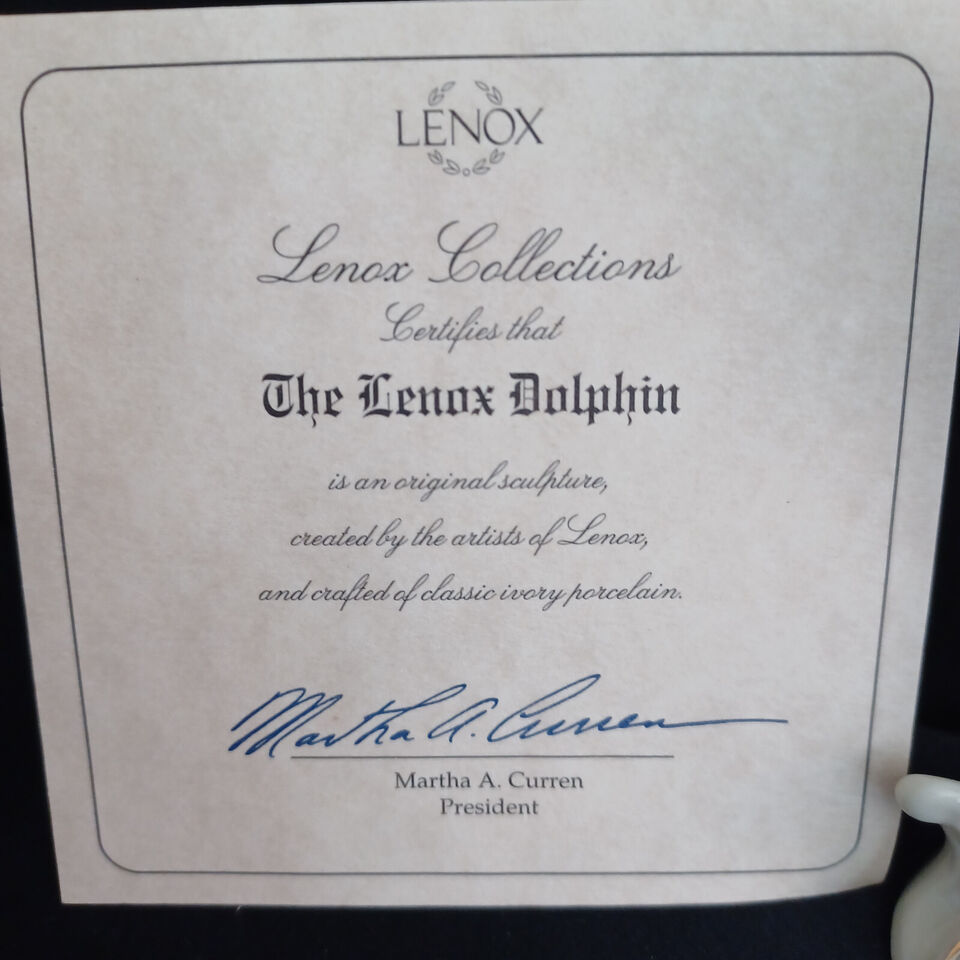 LENOX
Lenox Collections
Certifies that
The Lenox Dolphin
is an original sculpture,
created by the artists of Lenox,
and crafted of classic ivory porcelain.
Martha A. Curren
Martha A. Curren
President